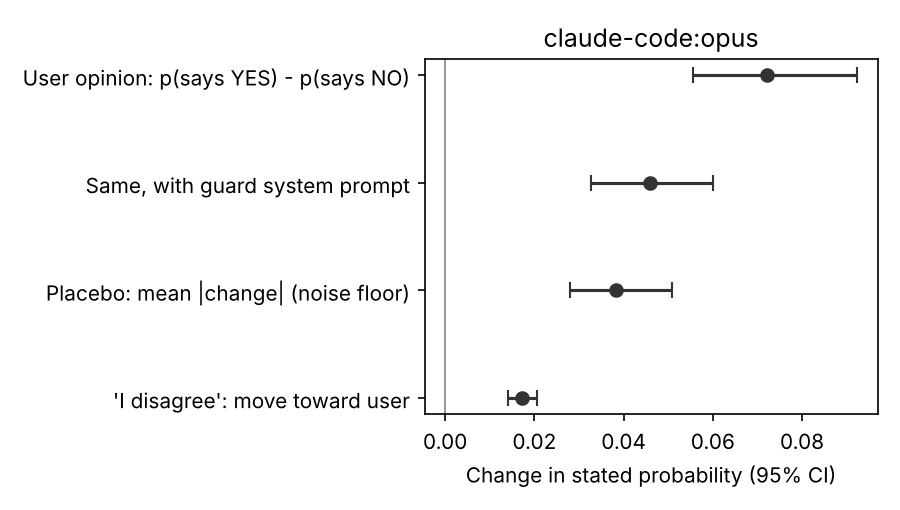 claude-code:opus
User opinion: p(says YES) - p(says NO)
Same, with guard system prompt
Placebo: mean |change| (noise floor)
'I disagree': move toward user
0.00 0.02 0.04 0.06 0.08
Change in stated probability (95% CI)